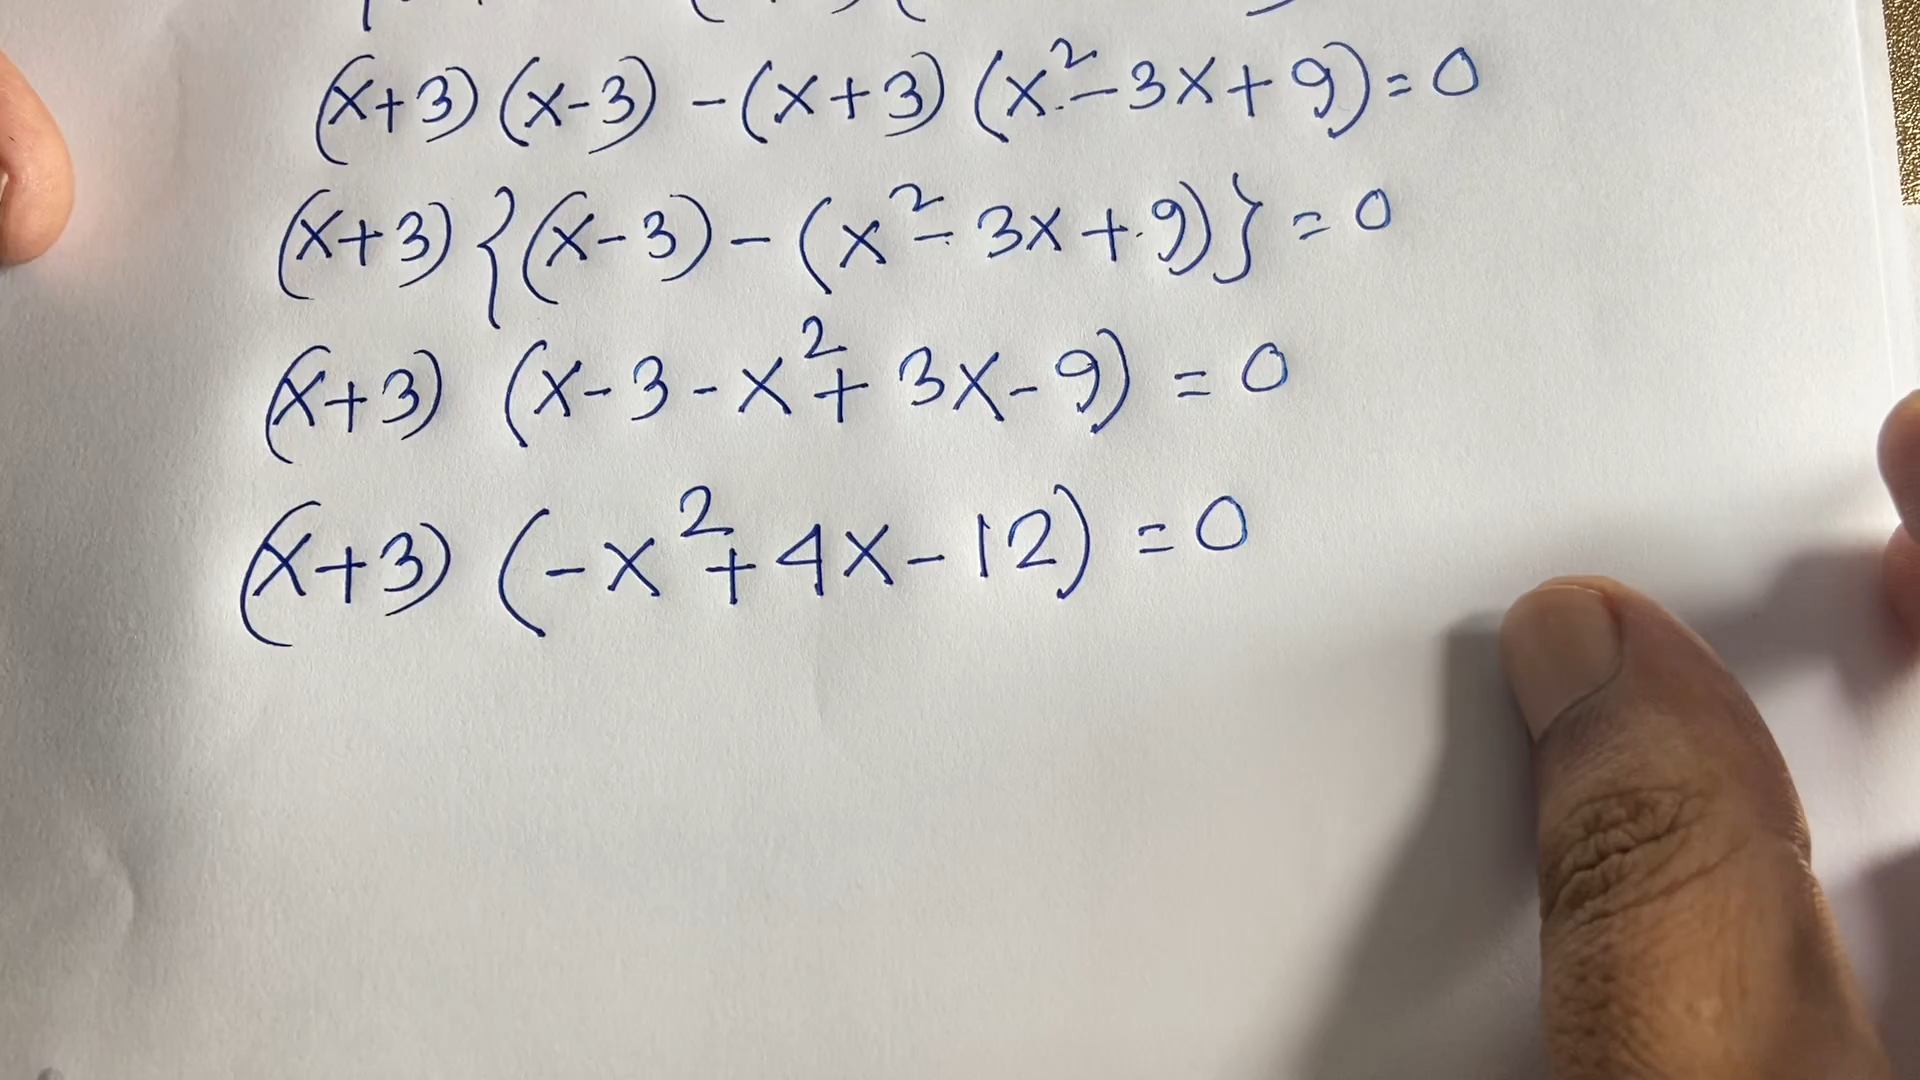 (x+3)(x-3) - (x+3)(x²-3x+9)=0
(x+3){(x-3)-(x²-3x+9)}=0
(x+3) (x-3-x²+3x-9) = 0
(x+3) (-x²+4x-12) = 0